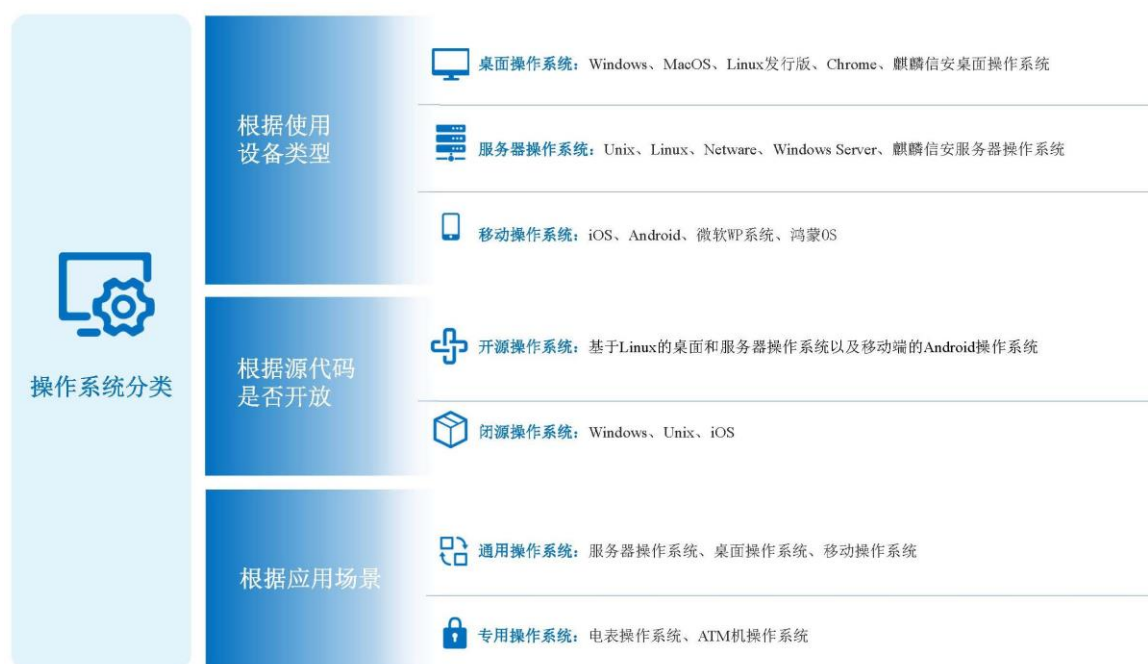 操作系统分类
根据使用
设备类型
桌面操作系统：Windows、MacOS、Linux发行版、Chrome、麒麟信安桌面操作系统
服务器操作系统：Unix、Linux、Netware、Windows Server、麒麟信安服务器操作系统
移动操作系统：iOS、Android、微软WP系统、鸿蒙OS
根据源代码
是否开放
开源操作系统：基于Linux的桌面和服务器操作系统以及移动端的Android操作系统
闭源操作系统：Windows、Unix、iOS
根据应用场景
通用操作系统：服务器操作系统、桌面操作系统、移动操作系统
专用操作系统：电表操作系统、ATM机操作系统